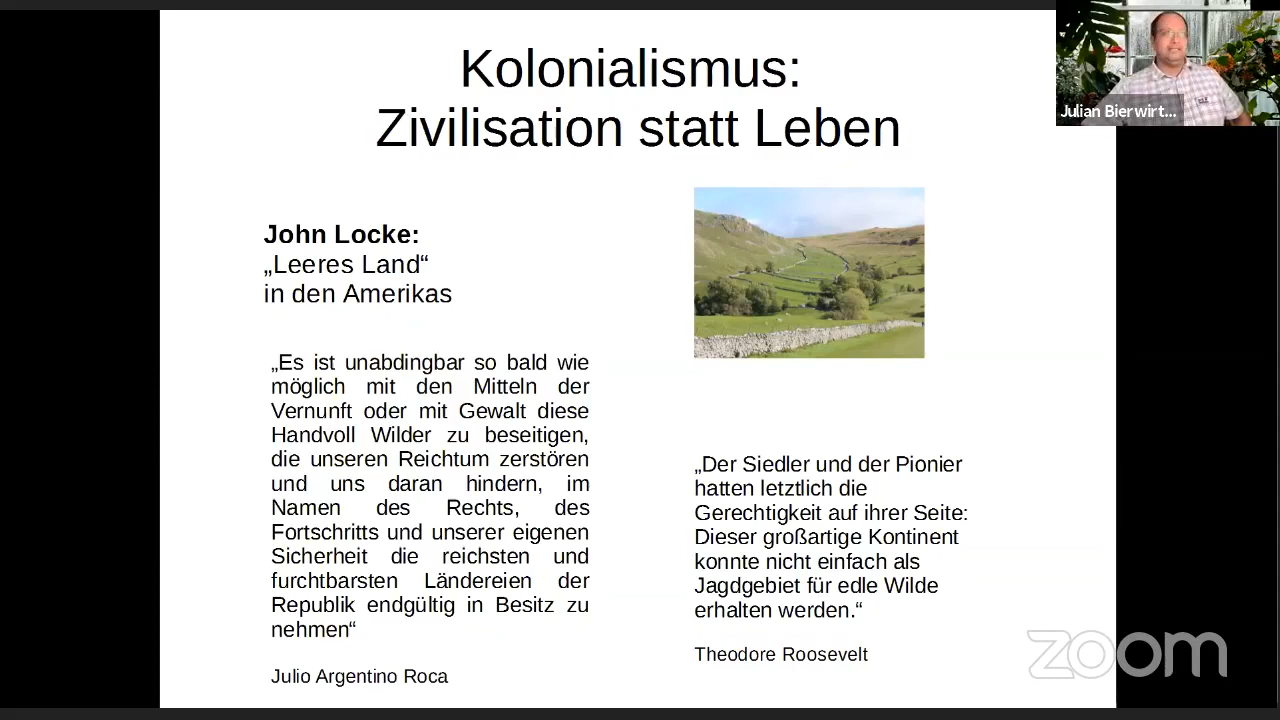 Kolonialismus:
Zivilisation statt Leben
Julian Bierwirt...
John Locke:
„Leeres Land“
in den Amerikas
„Es ist unabdingbar so bald wie
möglich mit den Mitteln der
Vernunft oder mit Gewalt diese
Handvoll Wilder zu beseitigen,
die unseren Reichtum zerstören
und uns daran hindern, im
Namen des Rechts, des
Fortschritts und unserer eigenen
Sicherheit die reichsten und
furchtbarsten Ländereien der
Republik endgültig in Besitz zu
nehmen“
Julio Argentino Roca
„Der Siedler und der Pionier
hatten letztlich die
Gerechtigkeit auf ihrer Seite:
Dieser großartige Kontinent
konnte nicht einfach als
Jagdgebiet für edle Wilde
erhalten werden.“
Theodore Roosevelt
zoom